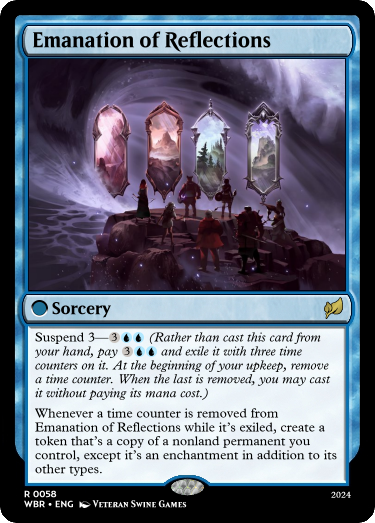 Emanation of Reflections
Sorcery
Suspend 3—3UU (Rather than cast this card from
your hand, pay 3UU and exile it with three time
counters on it. At the beginning of your upkeep, remove
a time counter. When the last is removed, you may cast
it without paying its mana cost.)
Whenever a time counter is removed from
Emanation of Reflections while it's exiled, create a
token that's a copy of a nonland permanent you
control, except it's an enchantment in addition to its
other types.
R 0058
2024
WBR • ENG VETERAN SWINE GAMES